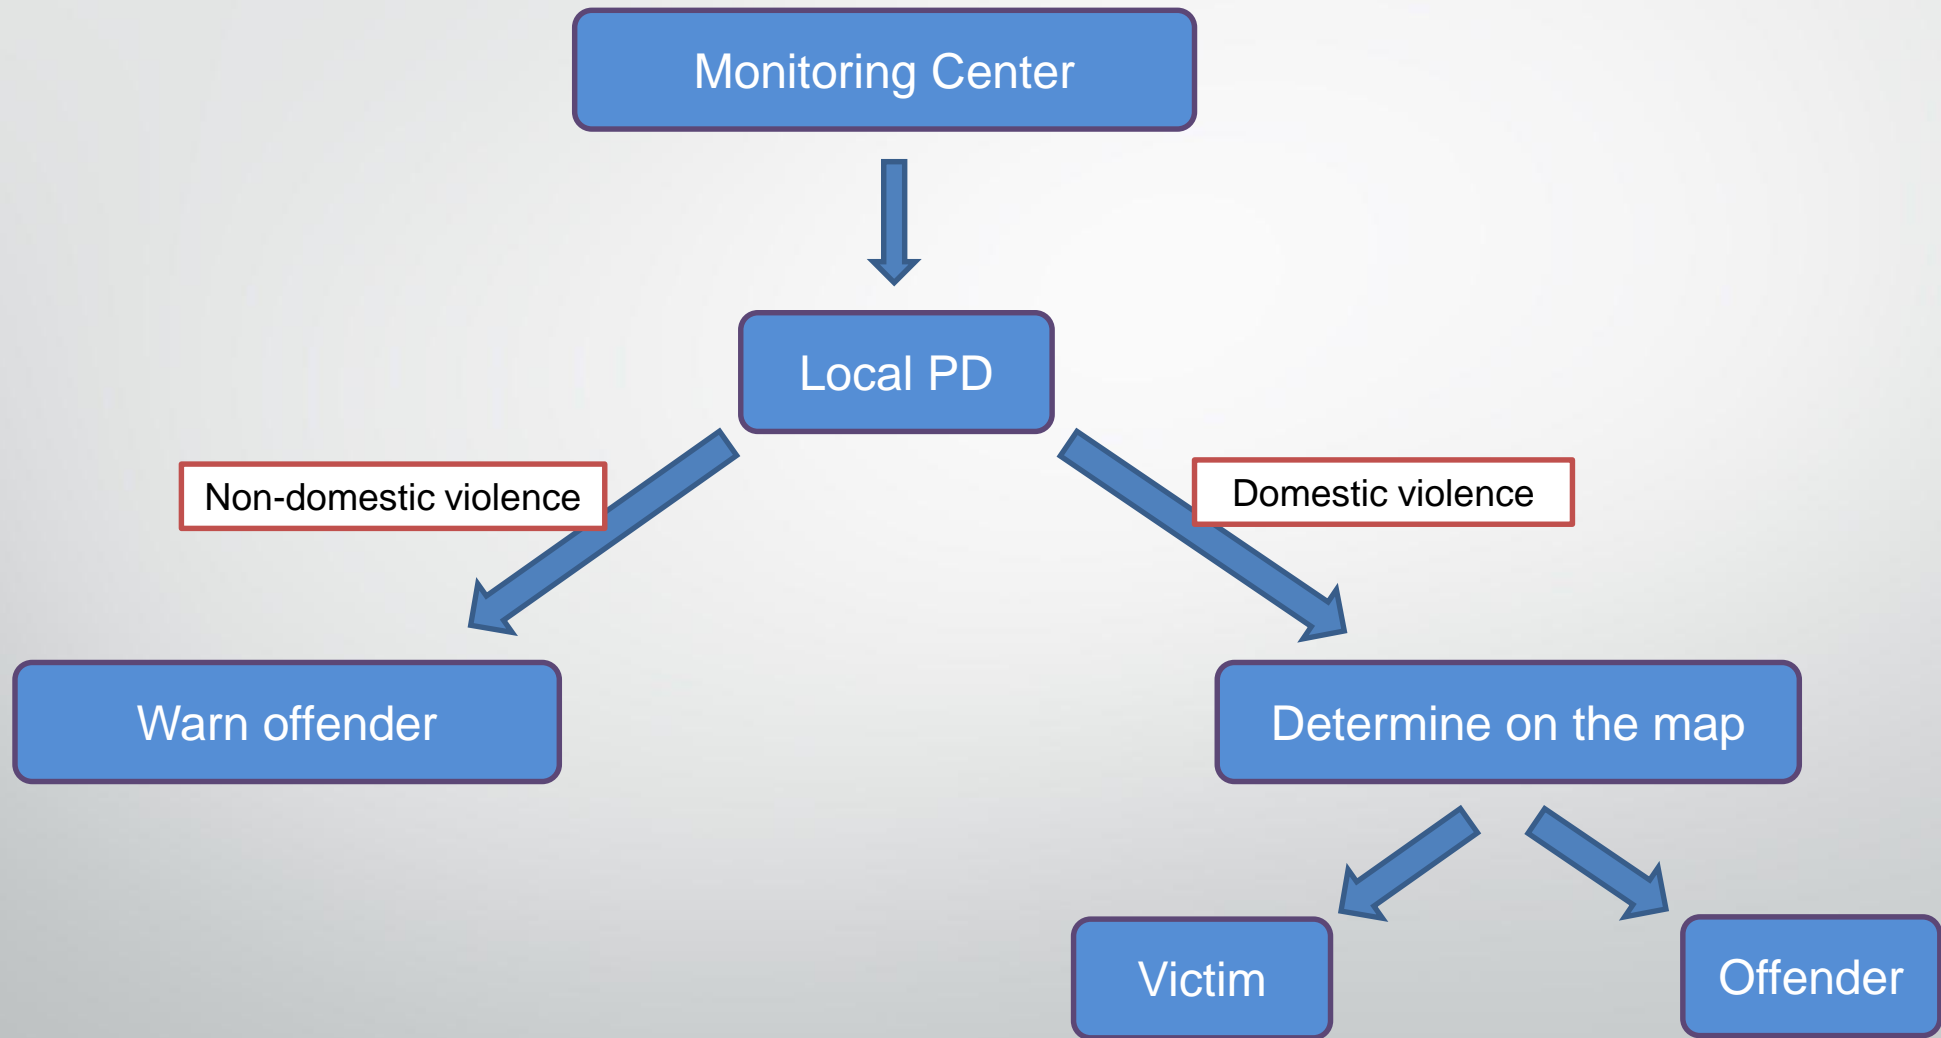 Monitoring Center
Local PD
Non-domestic violence
Domestic violence
Warn offender
Determine on the map
Victim
Offender